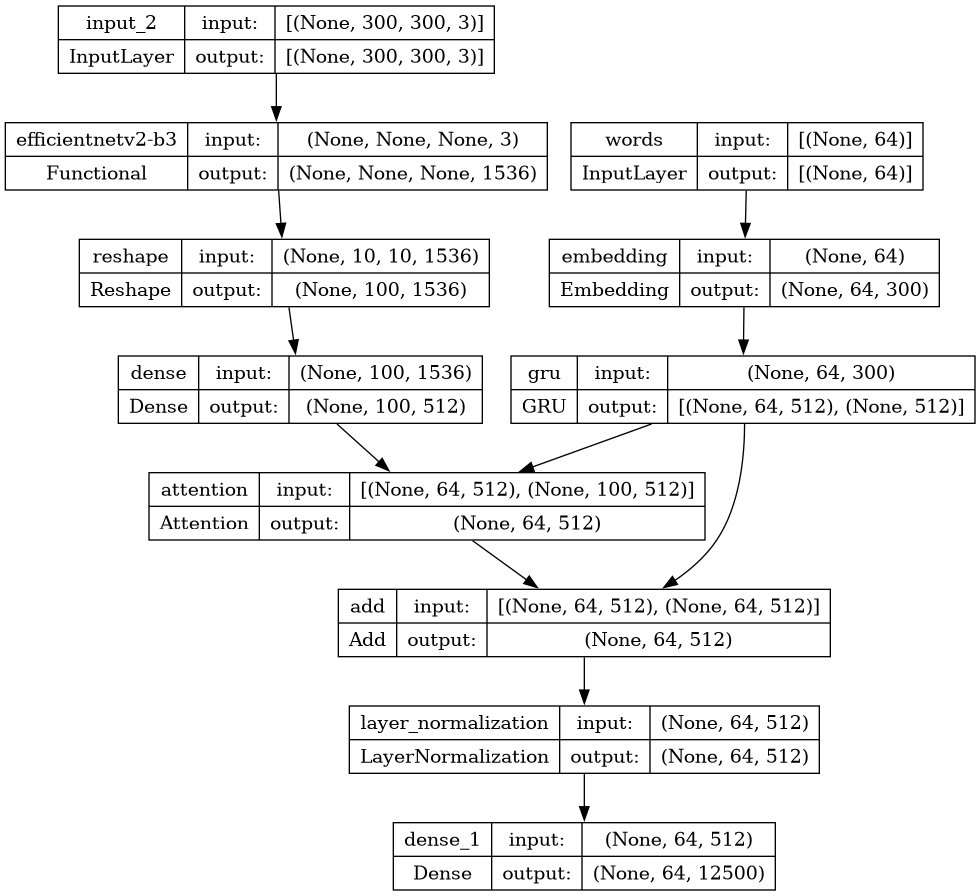 input_2 input: [(None, 300, 300, 3)]
InputLayer output: [(None, 300, 300, 3)]
efficientnetv2-b3 input: (None, None, None, 3)
Functional output: (None, None, None, 1536)
words input: [(None, 64)]
InputLayer output: [(None, 64)]
reshape input: (None, 10, 10, 1536)
Reshape output: (None, 100, 1536)
embedding input: (None, 64)
Embedding output: (None, 64, 300)
dense input: (None, 100, 1536)
Dense output: (None, 100, 512)
gru input: (None, 64, 300)
GRU output: [(None, 64, 512), (None, 512)]
attention input: [(None, 64, 512), (None, 100, 512)]
Attention output: (None, 64, 512)
add input: [(None, 64, 512), (None, 64, 512)]
Add output: (None, 64, 512)
layer_normalization input: (None, 64, 512)
LayerNormalization output: (None, 64, 512)
dense_1 input: (None, 64, 512)
Dense output: (None, 64, 12500)